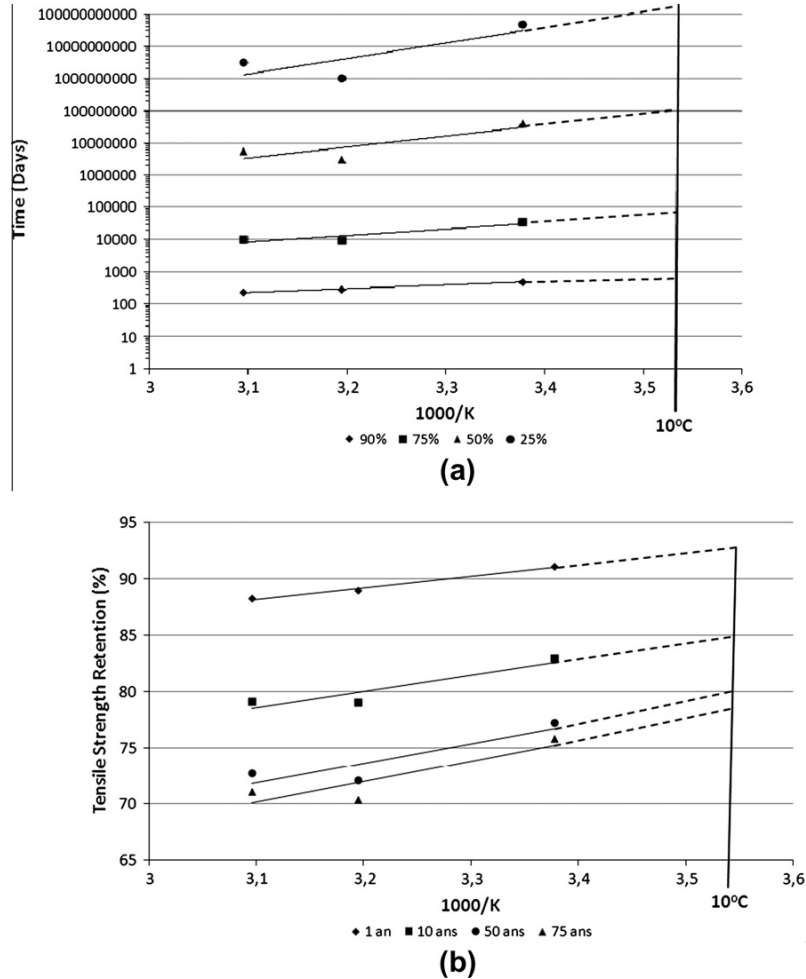 100000000000
10000000000
1000000000
100000000
10000000
1000000
100000
10000
1000
100
10
1
Time (Days)
3 3,1 3,2 3,3 3,4 3,5 3,6
1000/K
10°C
90% 75% 50% 25%
(a)
95
90
85
80
75
70
65
Tensile Strength Retention (%)
3 3,1 3,2 3,3 3,4 3,5 3,6
1000/K
10°C
1 an 10 ans 50 ans 75 ans
(b)